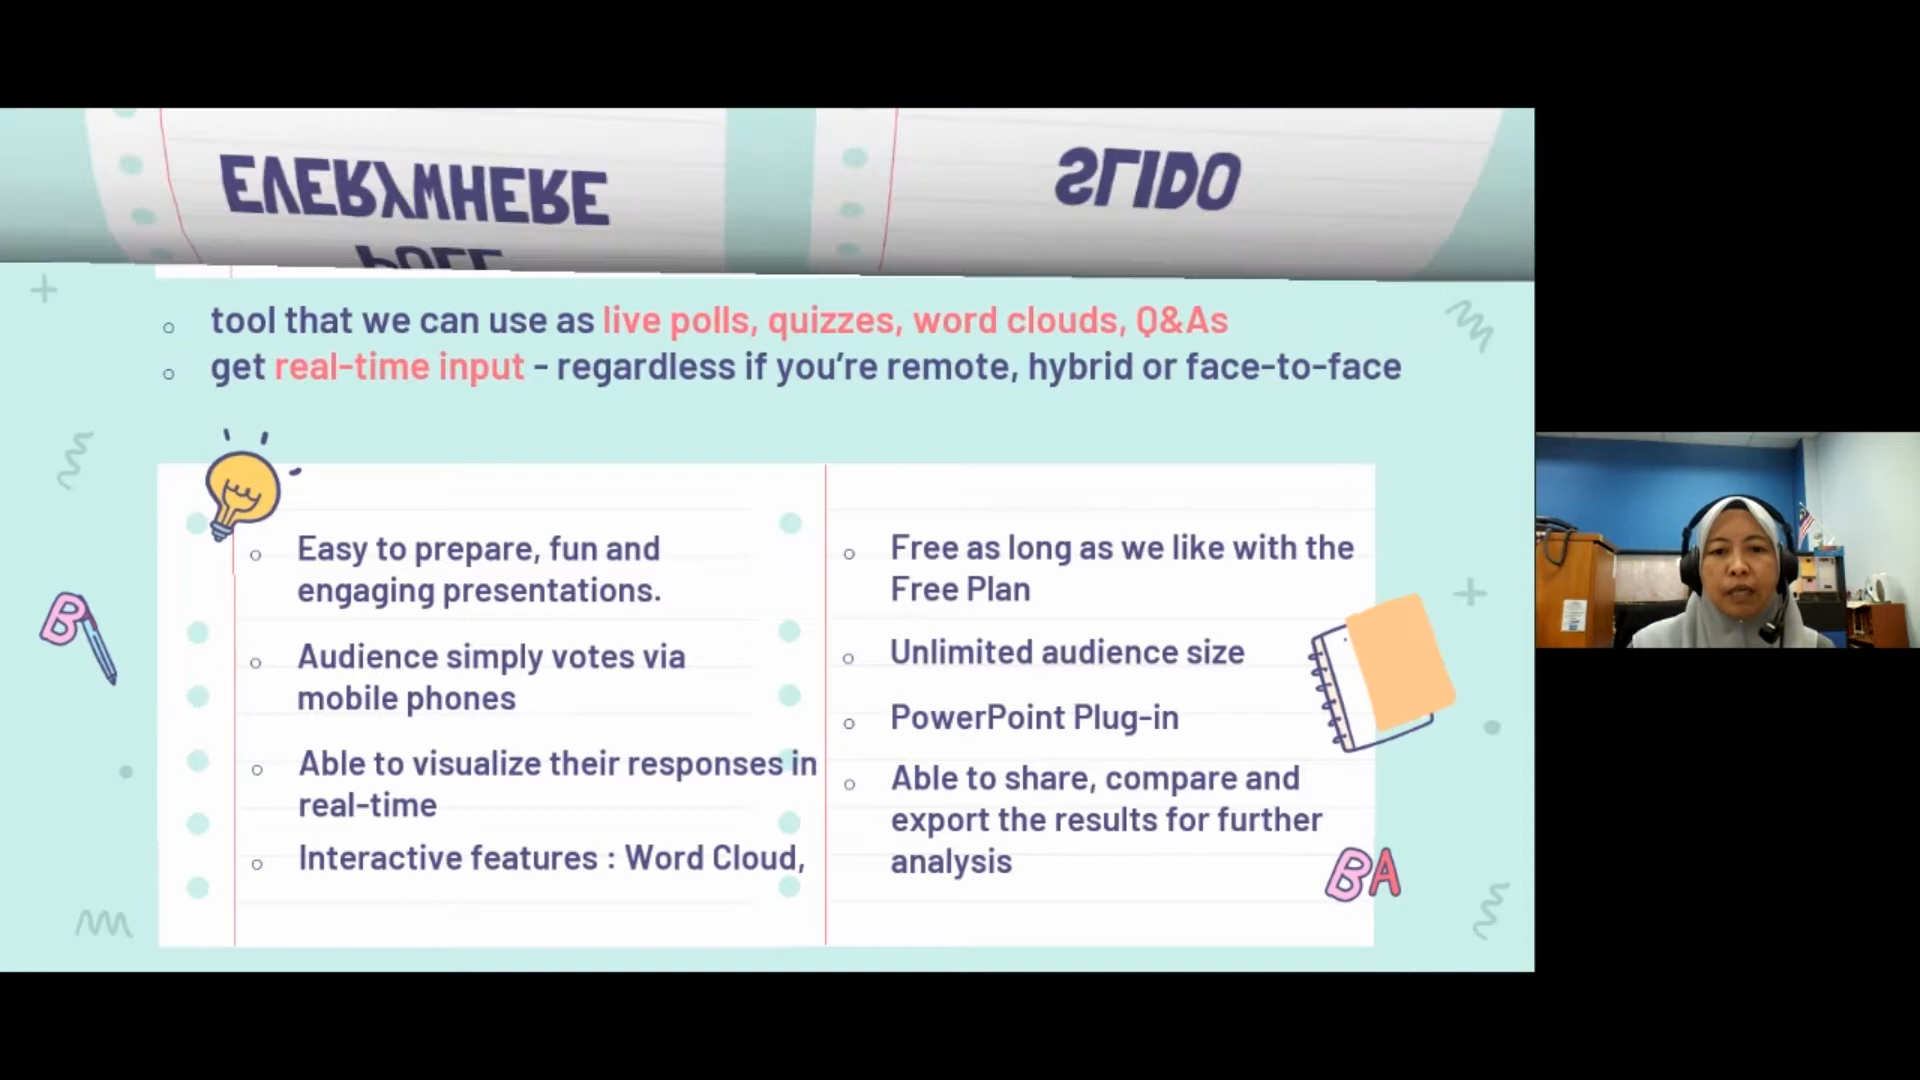 EVERYWHERE
SLIDO
POLL
tool that we can use as live polls, quizzes, word clouds, Q&As
get real-time input - regardless if you're remote, hybrid or face-to-face
Easy to prepare, fun and
engaging presentations.
Audience simply votes via
mobile phones
Able to visualize their responses in
real-time
Interactive features : Word Cloud,
Free as long as we like with the
Free Plan
Unlimited audience size
PowerPoint Plug-in
Able to share, compare and
export the results for further
analysis
B
BA